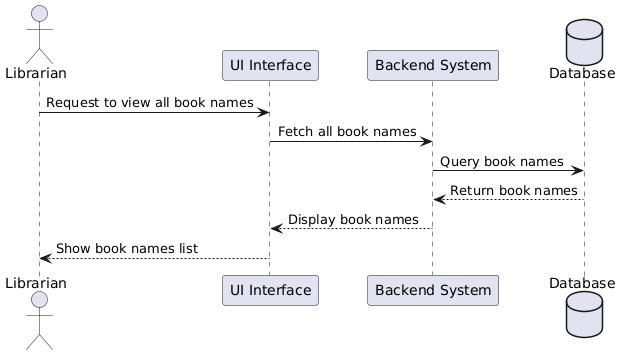 Librarian
UI Interface
Backend System
Database
Request to view all book names
Fetch all book names
Query book names
Return book names
Display book names
Show book names list
Librarian
UI Interface
Backend System
Database